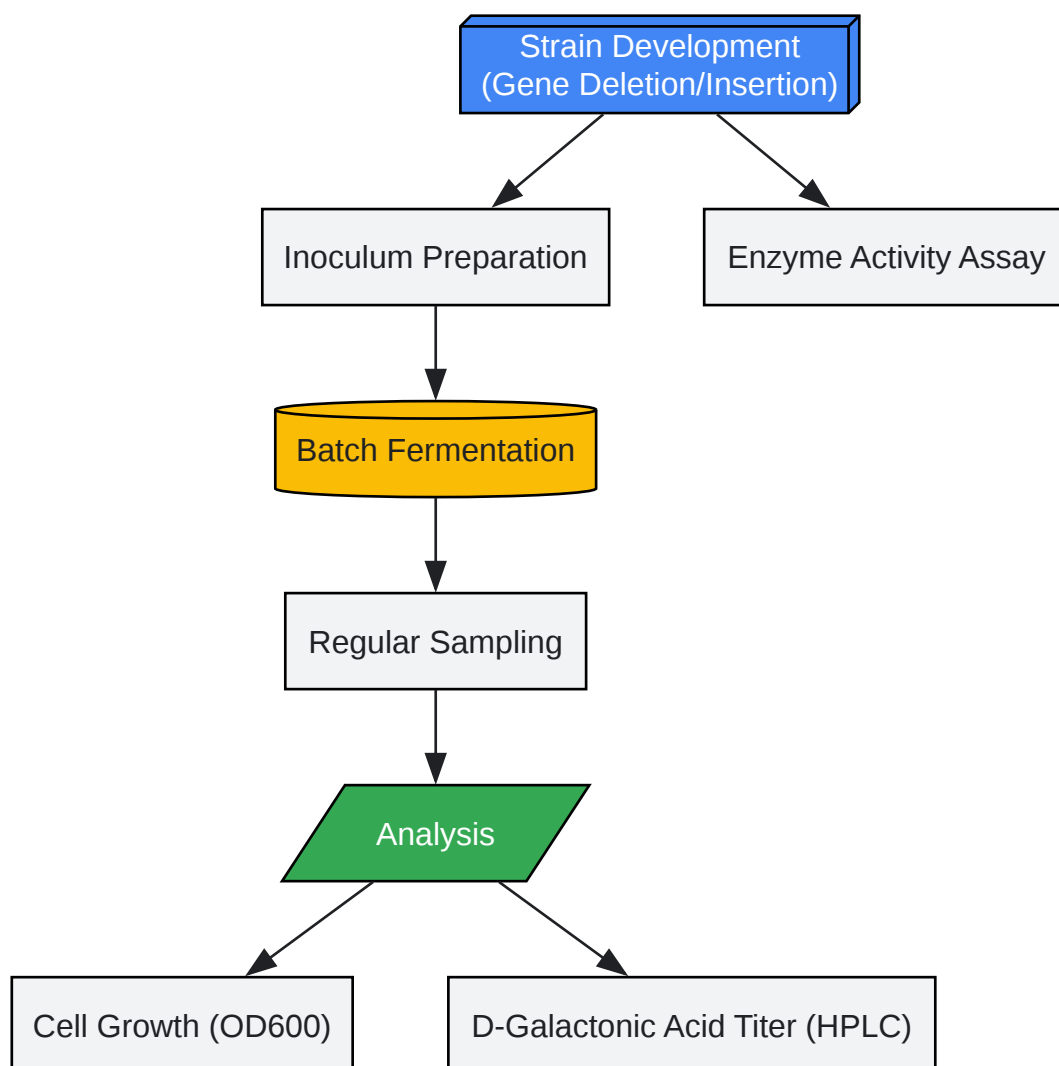 Strain Development
(Gene Deletion/Insertion)
Inoculum Preparation
Enzyme Activity Assay
Batch Fermentation
Regular Sampling
Analysis
Cell Growth (OD600)
D-Galactonic Acid Titer (HPLC)